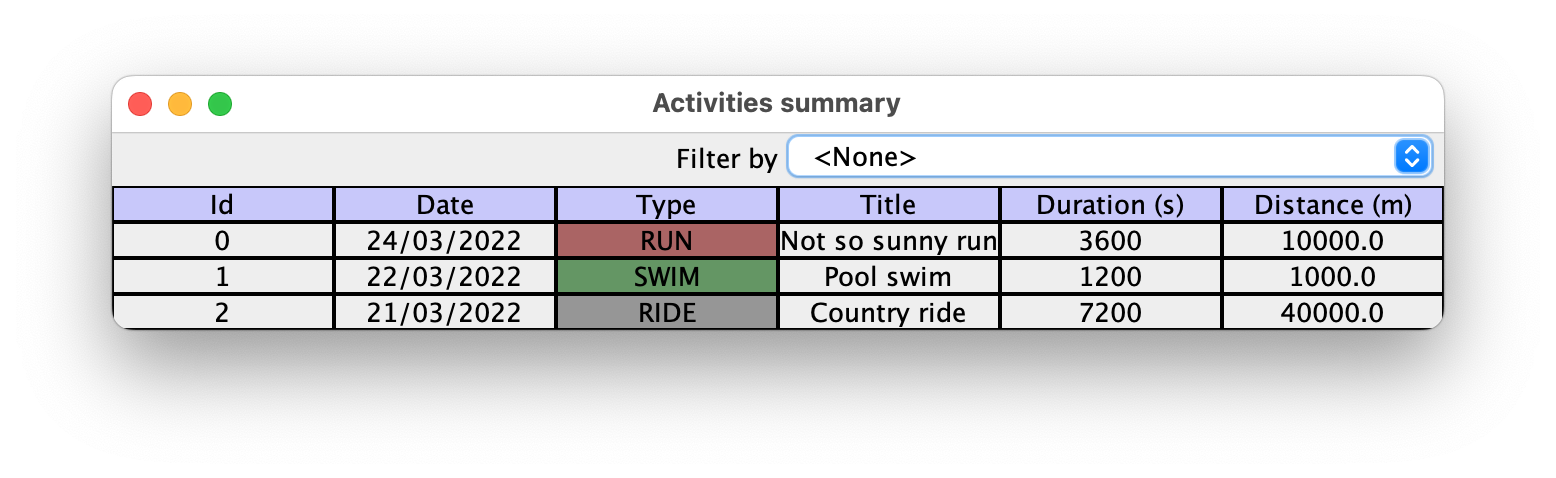 Activities summary
Filter by <None>
Id Date Type Title Duration (s) Distance (m)
0 24/03/2022 RUN Not so sunny run 3600 10000.0
1 22/03/2022 SWIM Pool swim 1200 1000.0
2 21/03/2022 RIDE Country ride 7200 40000.0